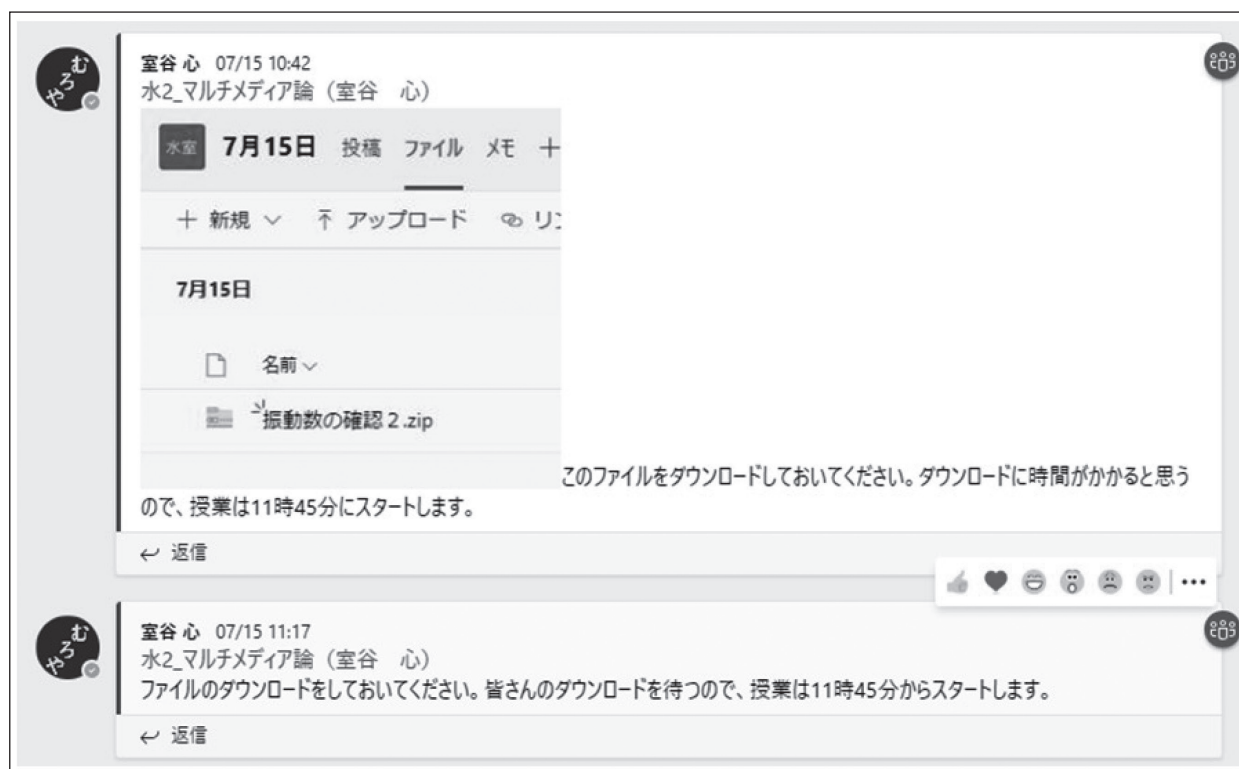 むろや
室谷 心 07/15 10:42
水2_マルチメディア論（室谷 心）
水室 7月15日 投稿 ファイル メモ ＋
＋ 新規 アップロード リン
7月15日
名前
振動数の確認２.zip
このファイルをダウンロードしておいてください。ダウンロードに時間がかかると思う
ので、授業は11時45分にスタートします。
返信
むろや
室谷 心 07/15 11:17
水2_マルチメディア論（室谷 心）
ファイルのダウンロードをしておいてください。皆さんのダウンロードを待つので、授業は11時45分からスタートします。
返信